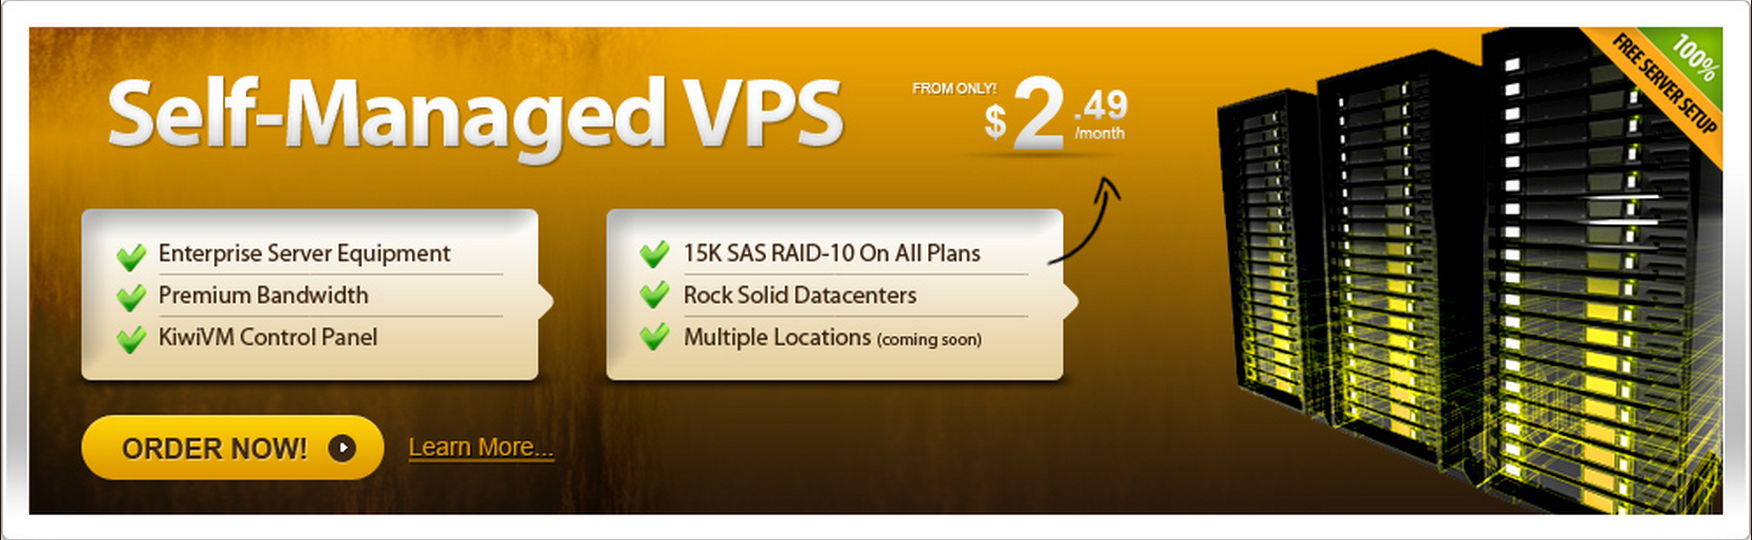 Self-Managed VPS
FROM ONLY!
$2.49
/month
100%
FREE SERVER SETUP
Enterprise Server Equipment
Premium Bandwidth
KiwiVM Control Panel
15K SAS RAID-10 On All Plans
Rock Solid Datacenters
Multiple Locations (coming soon)
ORDER NOW!
Learn More...